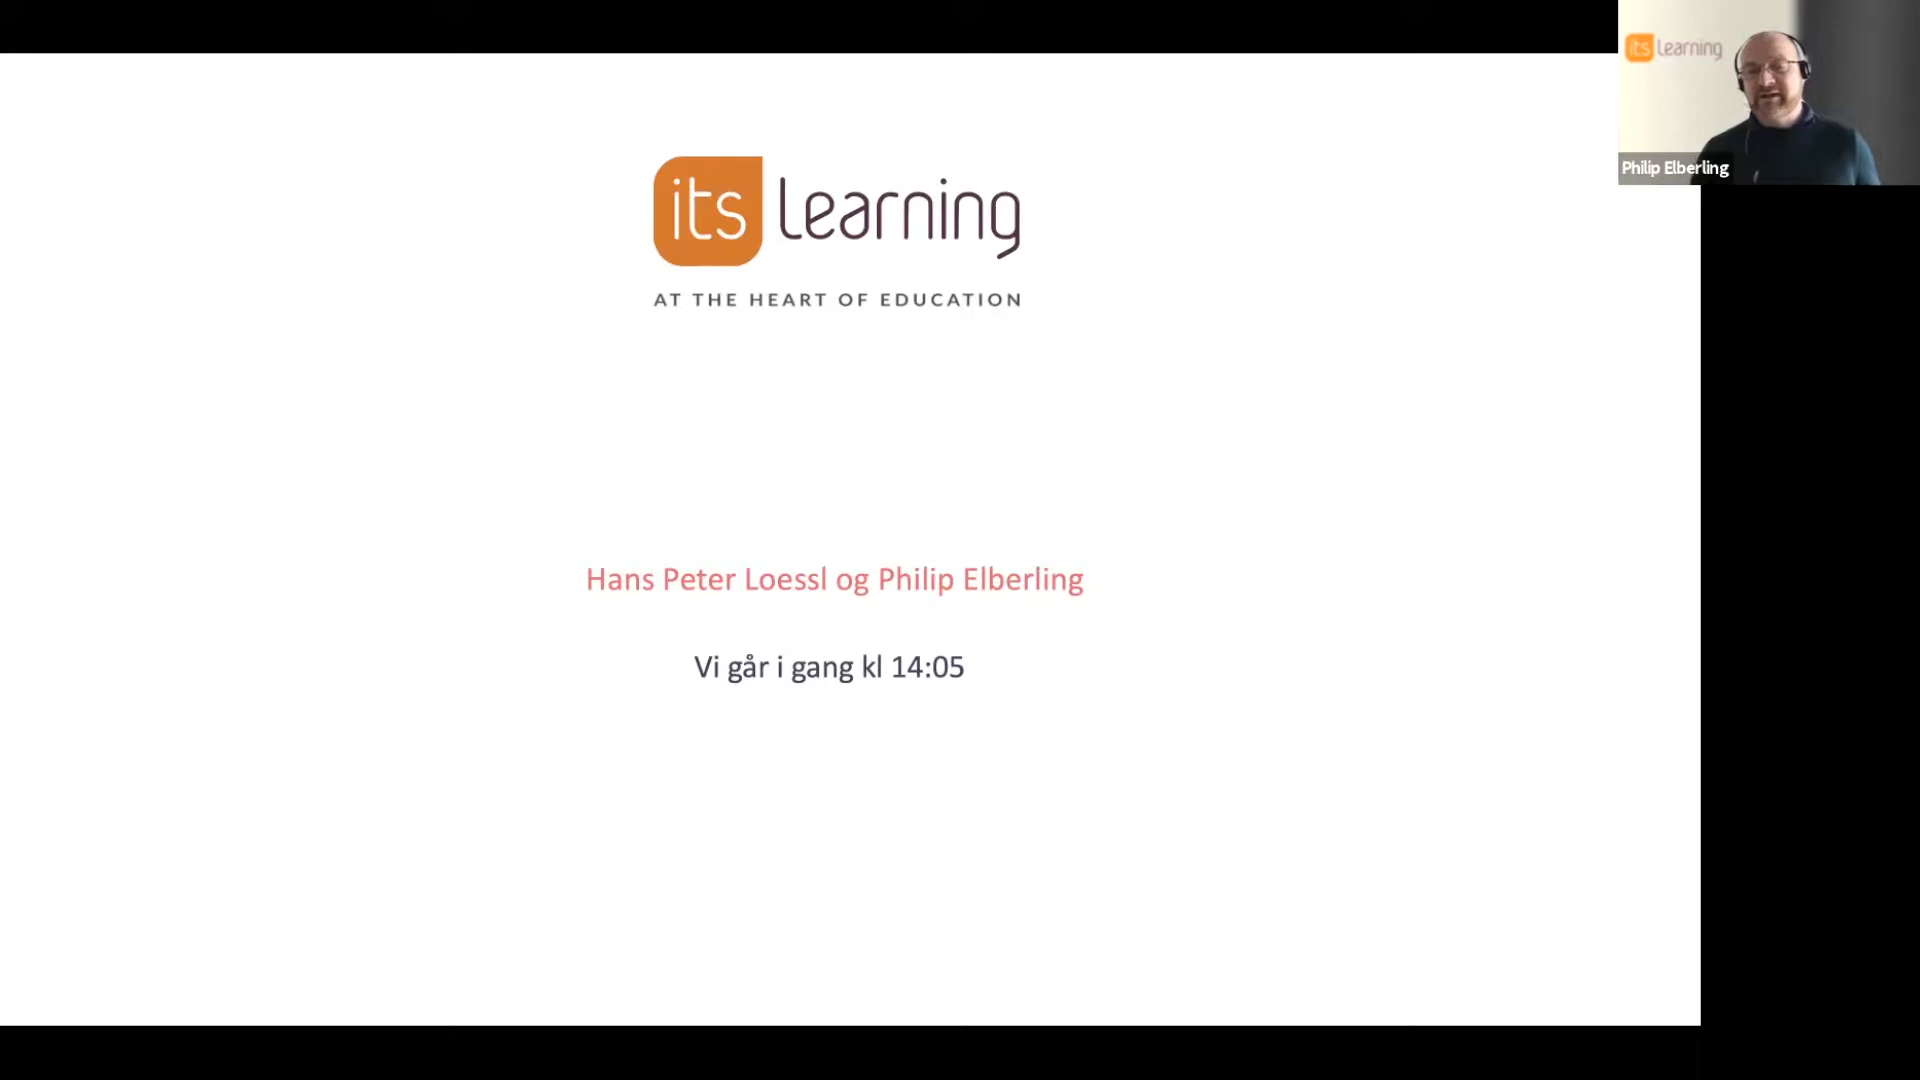 its learning
AT THE HEART OF EDUCATION
Hans Peter Loessl og Philip Elberling
Vi går i gang kl 14:05
its learning
Philip Elberling